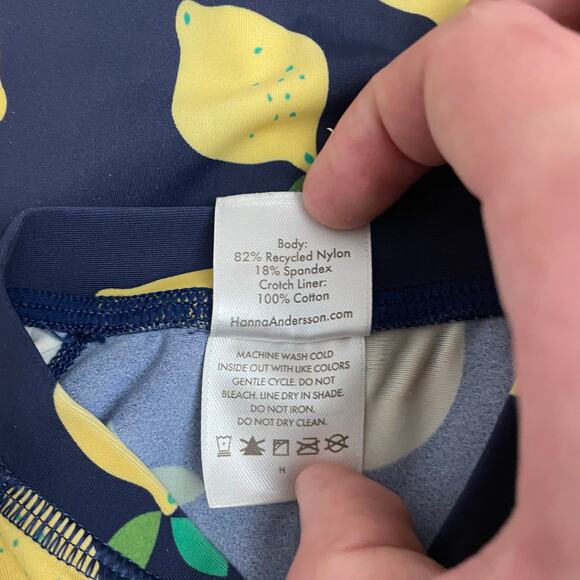 Body:
82% Recycled Nylon
18% Spandex
Crotch Liner:
100% Cotton
HannaAndersson.com
MACHINE WASH COLD
INSIDE OUT WITH LIKE COLORS
GENTLE CYCLE. DO NOT
BLEACH. LINE DRY IN SHADE.
DO NOT IRON.
DO NOT DRY CLEAN.
H